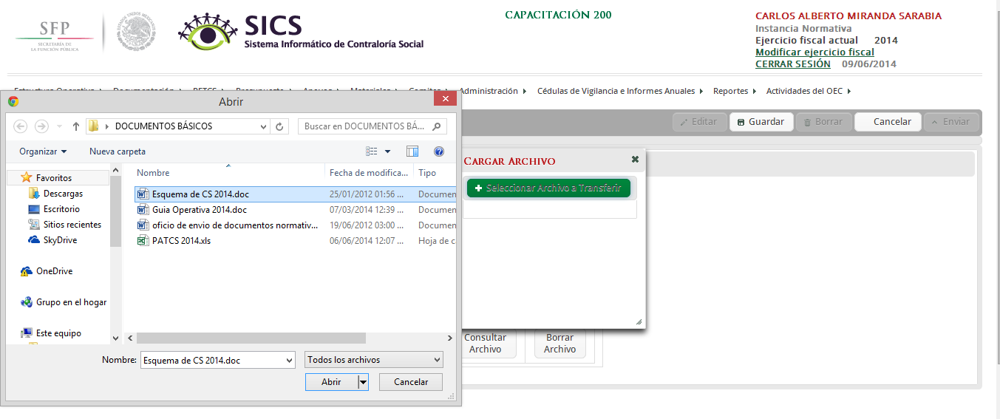 SFP
SECRETARÍA DE
LA FUNCIÓN PÚBLICA
ESTADOS UNIDOS MEXICANOS
SICS
Sistema Informático de Contraloría Social
CAPACITACIÓN 200
CARLOS ALBERTO MIRANDA SARABIA
Instancia Normativa
Ejercicio fiscal actual 2014
Modificar ejercicio fiscal
CERRAR SESIÓN 09/06/2014
Administración Cédulas de Vigilancia e Informes Anuales Reportes Actividades del OEC
Editar Guardar Borrar Cancelar Enviar
Abrir
DOCUMENTOS BÁSICOS Buscar en DOCUMENTOS BÁ...
Organizar Nueva carpeta
Nombre Fecha de modifica... Tipo
Favoritos
Descargas
Escritorio
Sitios recientes
SkyDrive
OneDrive
Grupo en el hogar
Este equipo
Esquema de CS 2014.doc 25/01/2012 01:56 ... Documen
Guia Operativa 2014.doc 07/03/2014 12:39 ... Documen
oficio de envio de documentos normativ... 19/06/2012 03:00 ... Documen
PATCS 2014.xls 06/06/2014 12:07 ... Hoja de c
Nombre: Esquema de CS 2014.doc Todos los archivos
Abrir Cancelar
CARGAR ARCHIVO
Seleccionar Archivo a Transferir
Consultar
Archivo
Borrar
Archivo